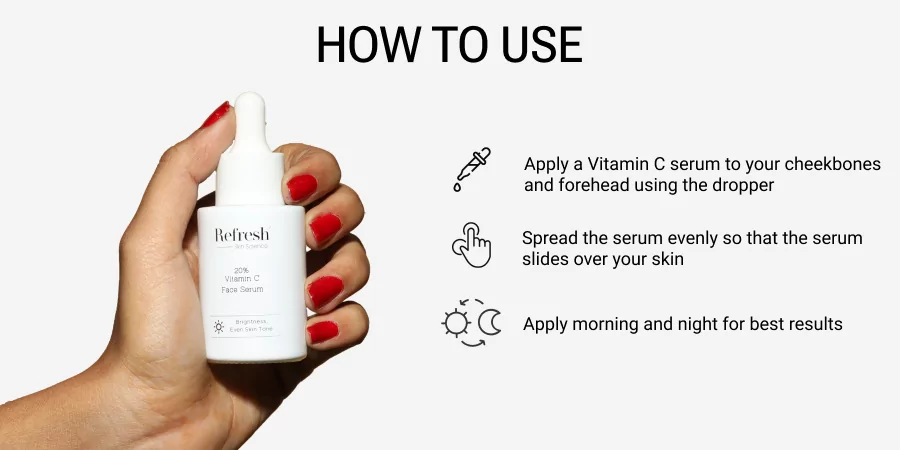 HOW TO USE
Refresh
Skin Essentials
20%
Vitamin C
Face Serum
Brightness,
Even Skin Tone
Apply a Vitamin C serum to your cheekbones
and forehead using the dropper
Spread the serum evenly so that the serum
slides over your skin
Apply morning and night for best results